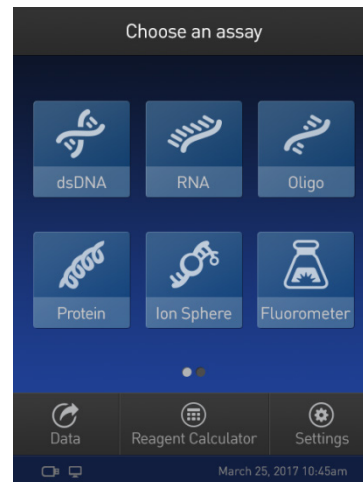 Choose an assay
dsDNA RNA Oligo
Protein Ion Sphere Fluorometer
Data Reagent Calculator Settings
March 25, 2017 10:45am